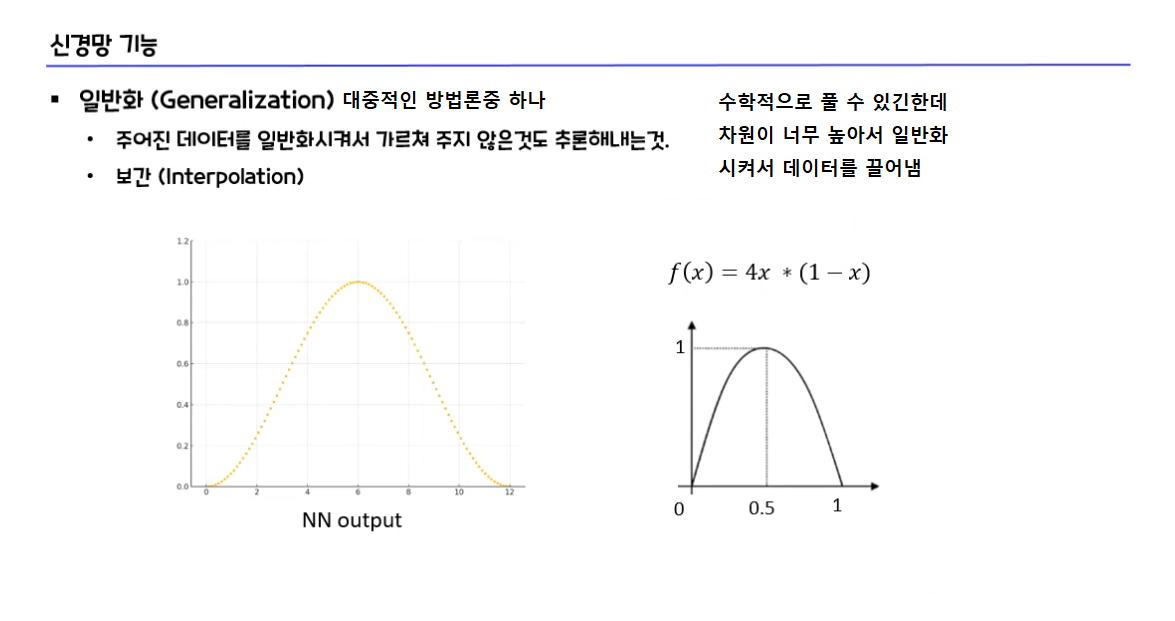 신경망 기능
▪ 일반화 (Generalization) 대중적인 방법론중 하나
• 주어진 데이터를 일반화시켜서 가르쳐 주지 않은것도 추론해내는것.
• 보간 (Interpolation)
수학적으로 풀 수 있긴한데
차원이 너무 높아서 일반화
시켜서 데이터를 끌어냄
1.2
1.0
0.8
0.6
0.4
0.2
0.0
0 2 4 6 8 10 12
NN output
f(x) = 4x * (1 − x)
1
0 0.5 1